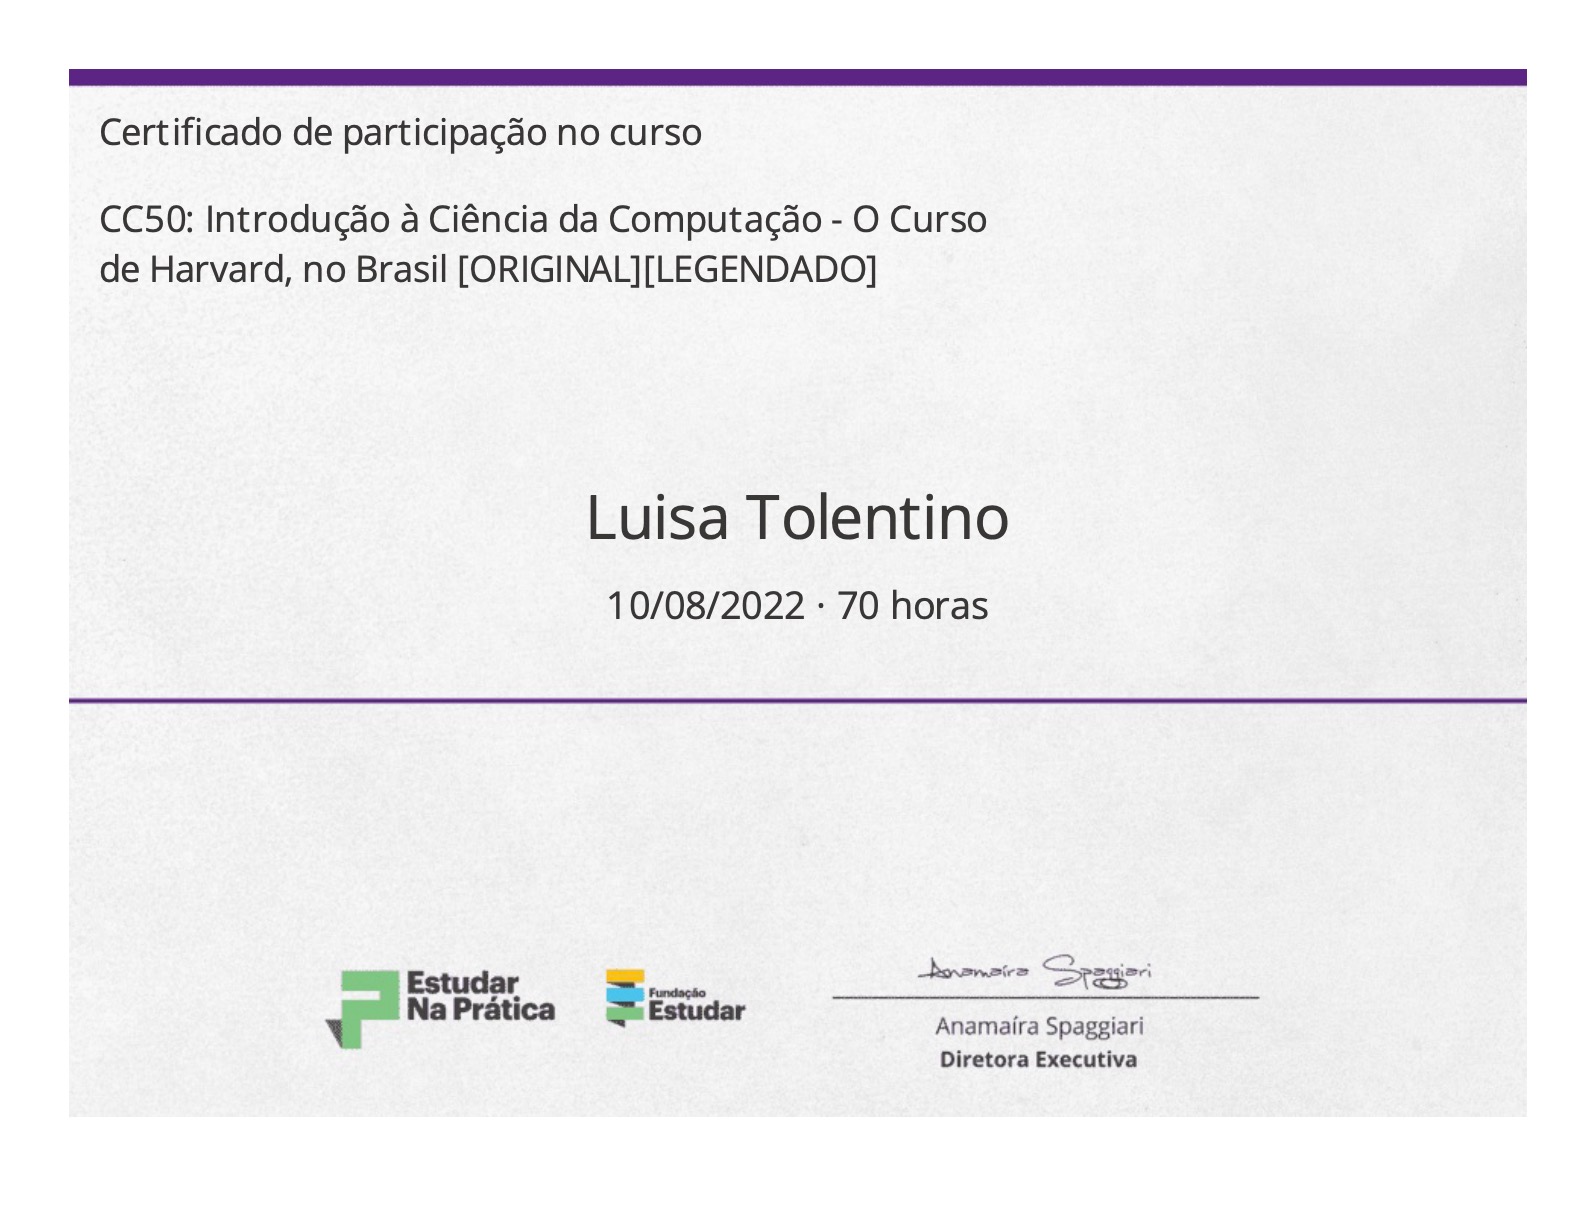 Certificado de participação no curso
CC50: Introdução à Ciência da Computação - O Curso
de Harvard, no Brasil [ORIGINAL][LEGENDADO]
Luisa Tolentino
10/08/2022 · 70 horas
Estudar
Na Prática
Fundação
Estudar
Anamaíra Spaggiari
Anamaíra Spaggiari
Diretora Executiva